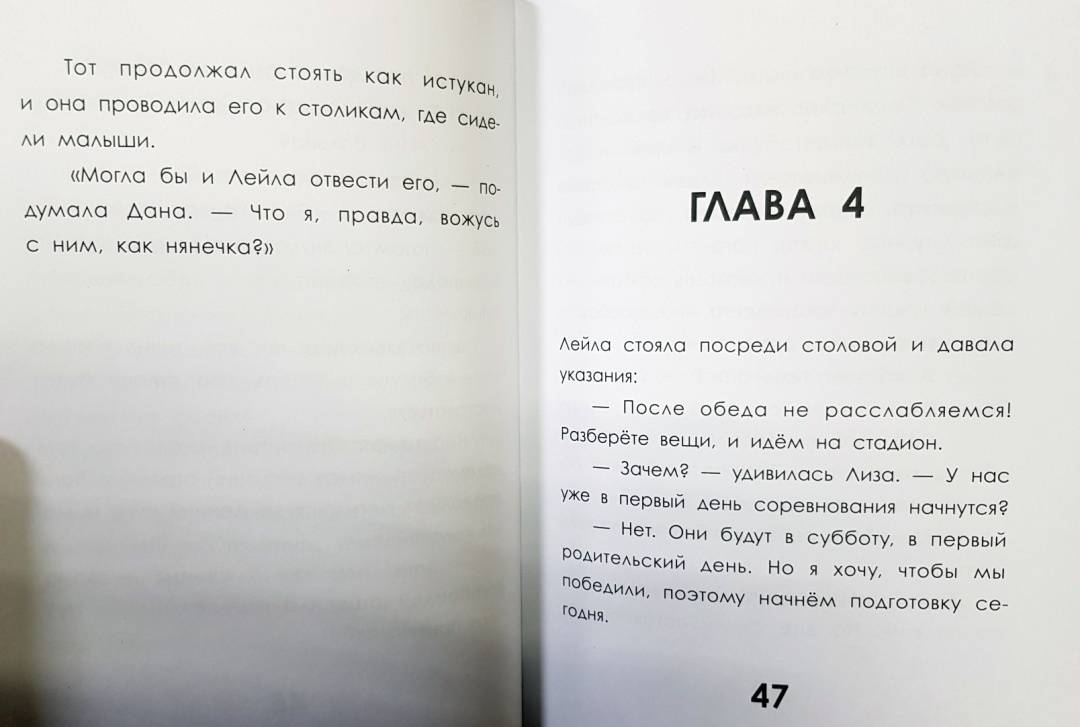 Тот продолжал стоять как истукан,
и она проводила его к столикам, где сиде-
ли малыши.
«Могла бы и Лейла отвести его, — по-
думала Дана. — Что я, правда, вожусь
с ним, как нянечка?»
ГЛАВА 4
Лейла стояла посреди столовой и давала
указания:
— После обеда не расслабляемся!
Разберёте вещи, и идём на стадион.
— Зачем? — удивилась Лиза. — У нас
уже в первый день соревнования начнутся?
— Нет. Они будут в субботу, в первый
родительский день. Но я хочу, чтобы мы
победили, поэтому начнём подготовку се-
годня.
47